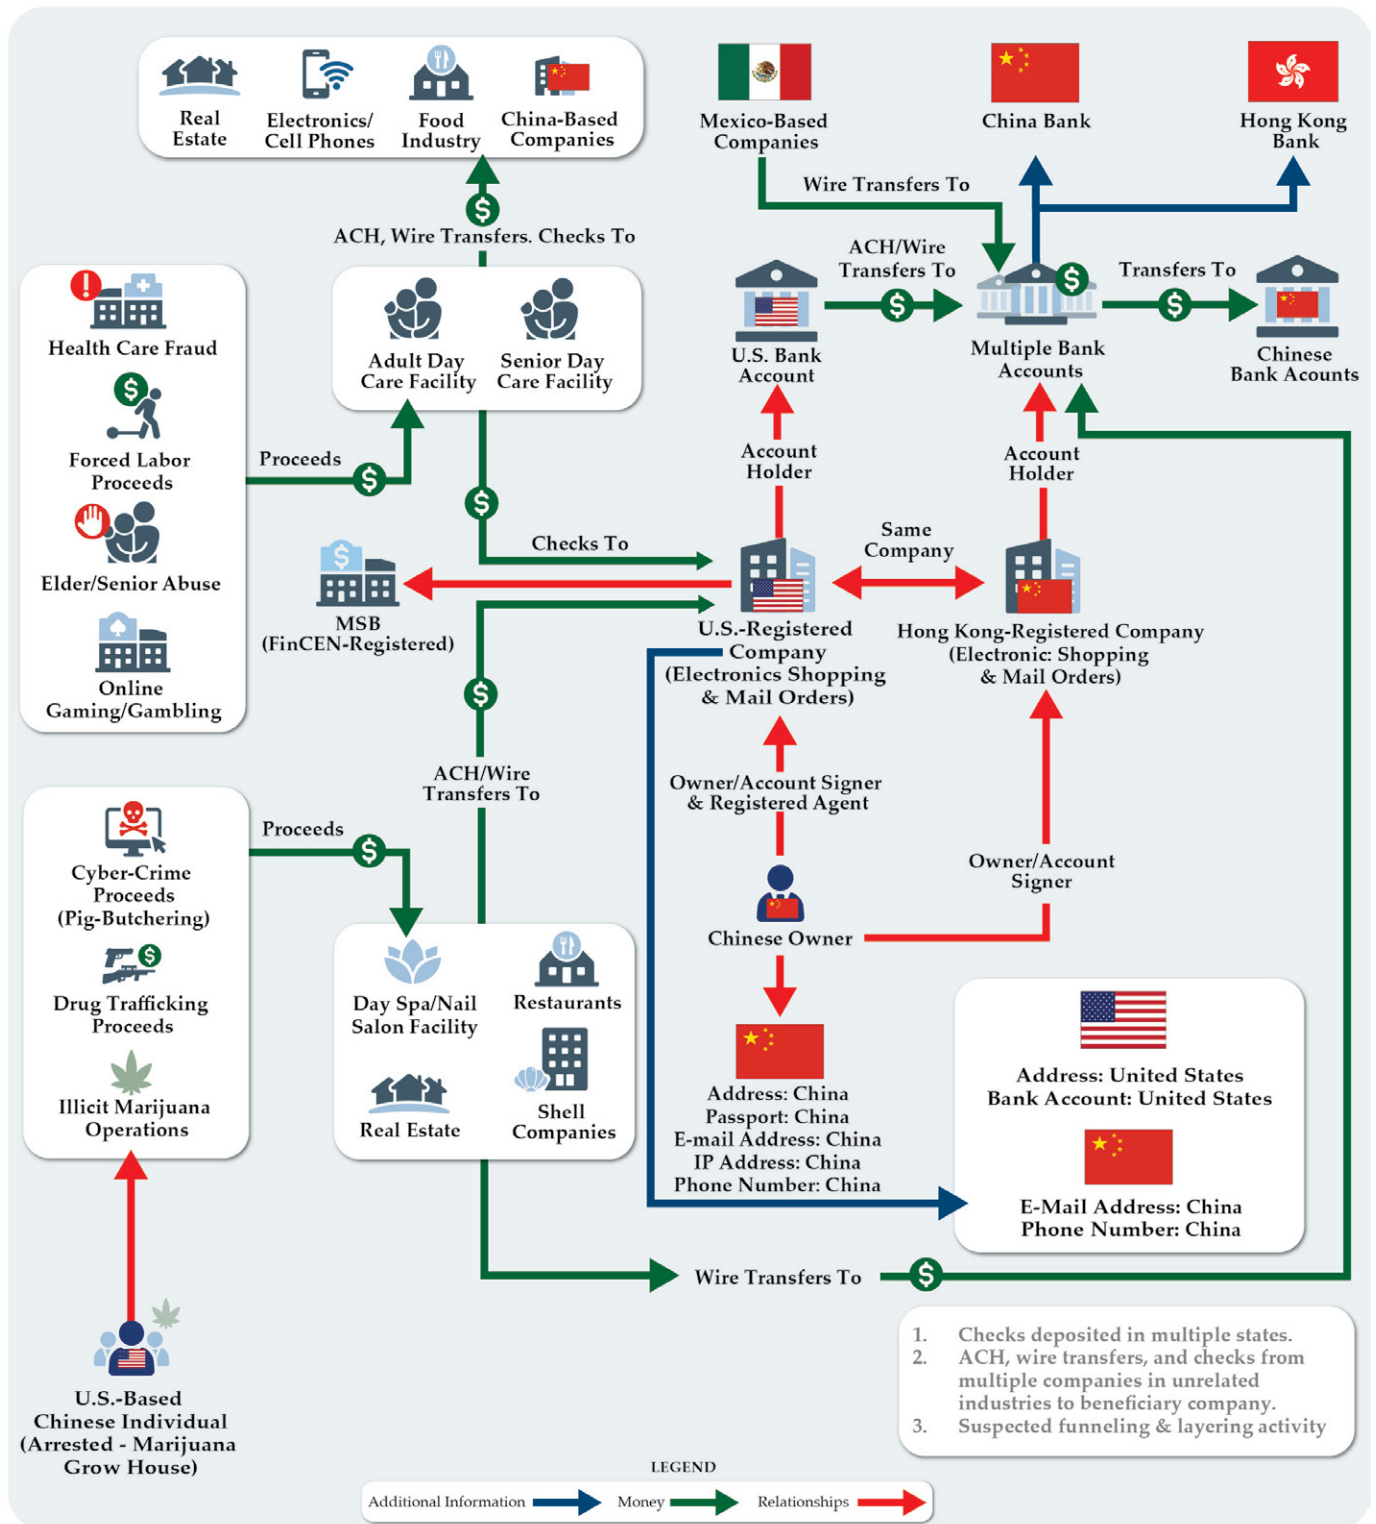 Real
Estate
Electronics/
Cell Phones
Food
Industry
China-Based
Companies
Mexico-Based
Companies
China Bank
Hong Kong
Bank
Wire Transfers To
ACH, Wire Transfers. Checks To
ACH/Wire
Transfers To
Transfers To
Health Care Fraud
Forced Labor
Proceeds
Elder/Senior Abuse
Online
Gaming/Gambling
Proceeds
Adult Day
Care Facility
Senior Day
Care Facility
U.S. Bank
Account
Multiple Bank
Accounts
Chinese
Bank Acounts
Account
Holder
Account
Holder
Checks To
Same
Company
MSB
(FinCEN-Registered)
U.S.-Registered
Company
(Electronics Shopping
& Mail Orders)
Hong Kong-Registered Company
(Electronic: Shopping
& Mail Orders)
ACH/Wire
Transfers To
Owner/Account Signer
& Registered Agent
Owner/Account
Signer
Cyber-Crime
Proceeds
(Pig-Butchering)
Drug Trafficking
Proceeds
Illicit Marijuana
Operations
Proceeds
Chinese Owner
Day Spa/Nail
Salon Facility
Restaurants
Real Estate
Shell
Companies
Address: China
Passport: China
E-mail Address: China
IP Address: China
Phone Number: China
Address: United States
Bank Account: United States
E-Mail Address: China
Phone Number: China
Wire Transfers To
U.S.-Based
Chinese Individual
(Arrested - Marijuana
Grow House)
1. Checks deposited in multiple states.
2. ACH, wire transfers, and checks from
multiple companies in unrelated
industries to beneficiary company.
3. Suspected funneling & layering activity
LEGEND
Additional Information
Money
Relationships